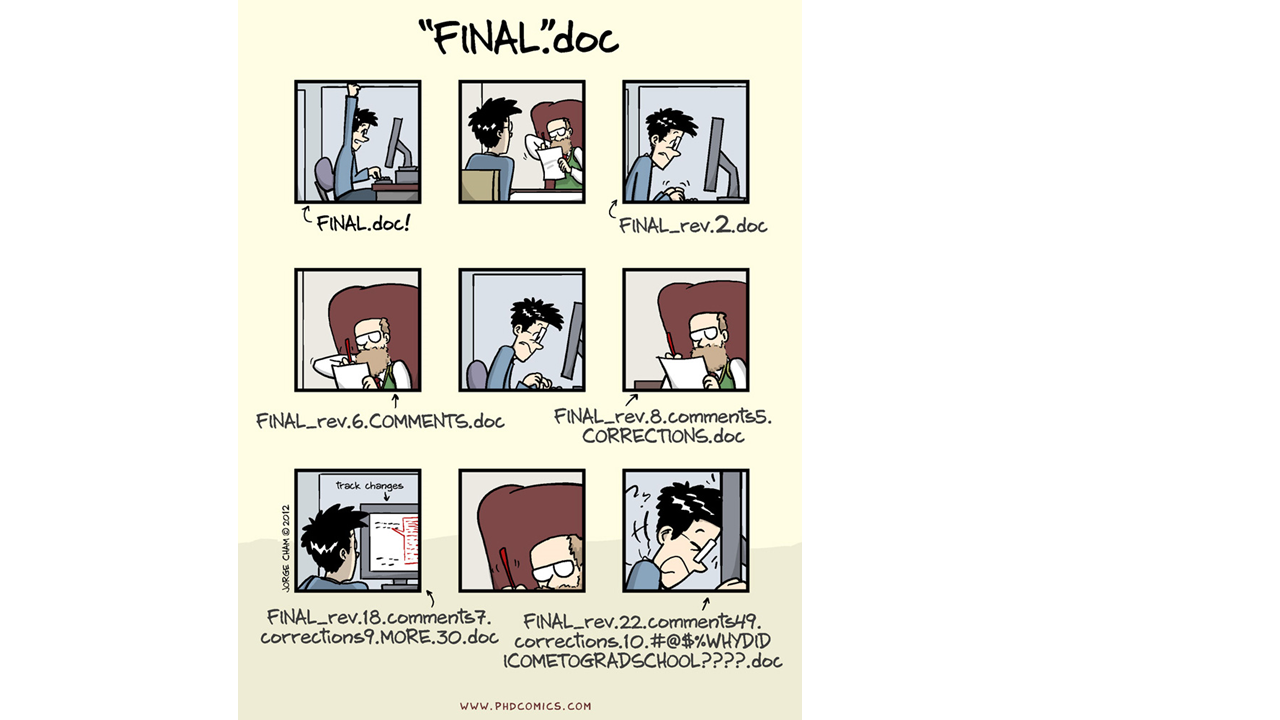 "FINAL".doc
FINAL.doc!
FINAL_rev.2.doc
FINAL_rev.6.COMMENTS.doc
FINAL_rev.8.comments5.
CORRECTIONS.doc
track changes
JORGE CHAM © 2012
FINAL_rev.18.comments7.
corrections9.MORE.30.doc
FINAL_rev.22.comments49.
corrections.10.#@$%WHYDID
ICOMETOGRADSCHOOL????.doc
WWW.PHDCOMICS.COM